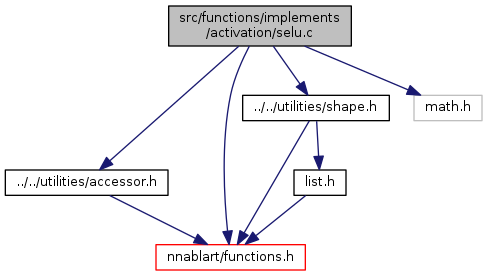 src/functions/implements
/activation/selu.c
../../utilities/shape.h
math.h
../../utilities/accessor.h
list.h
nnablart/functions.h